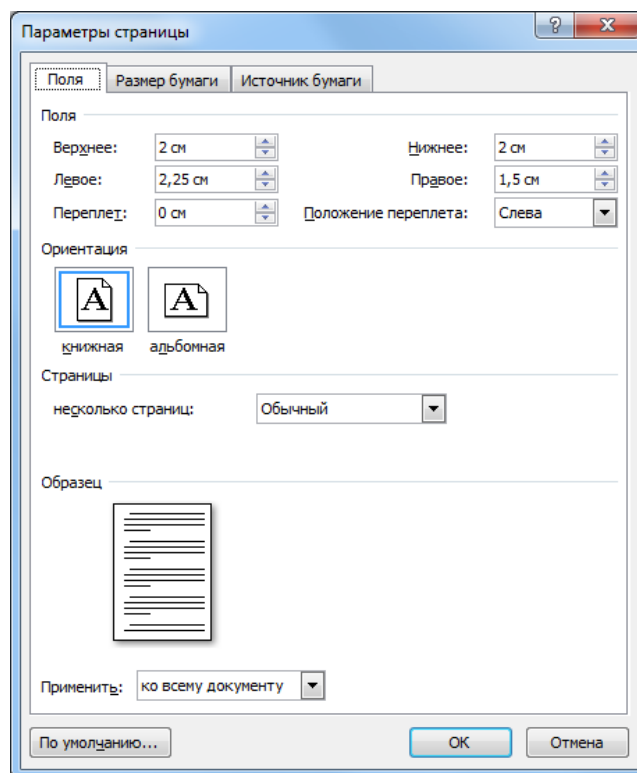 Параметры страницы
Поля Размер бумаги Источник бумаги
Поля
Верхнее: 2 см Нижнее: 2 см
Левое: 2,25 см Правое: 1,5 см
Переплет: 0 см Положение переплета: Слева
Ориентация
A A
книжная альбомная
Страницы
несколько страниц: Обычный
Образец
Применить: ко всему документу
По умолчанию... ОК Отмена